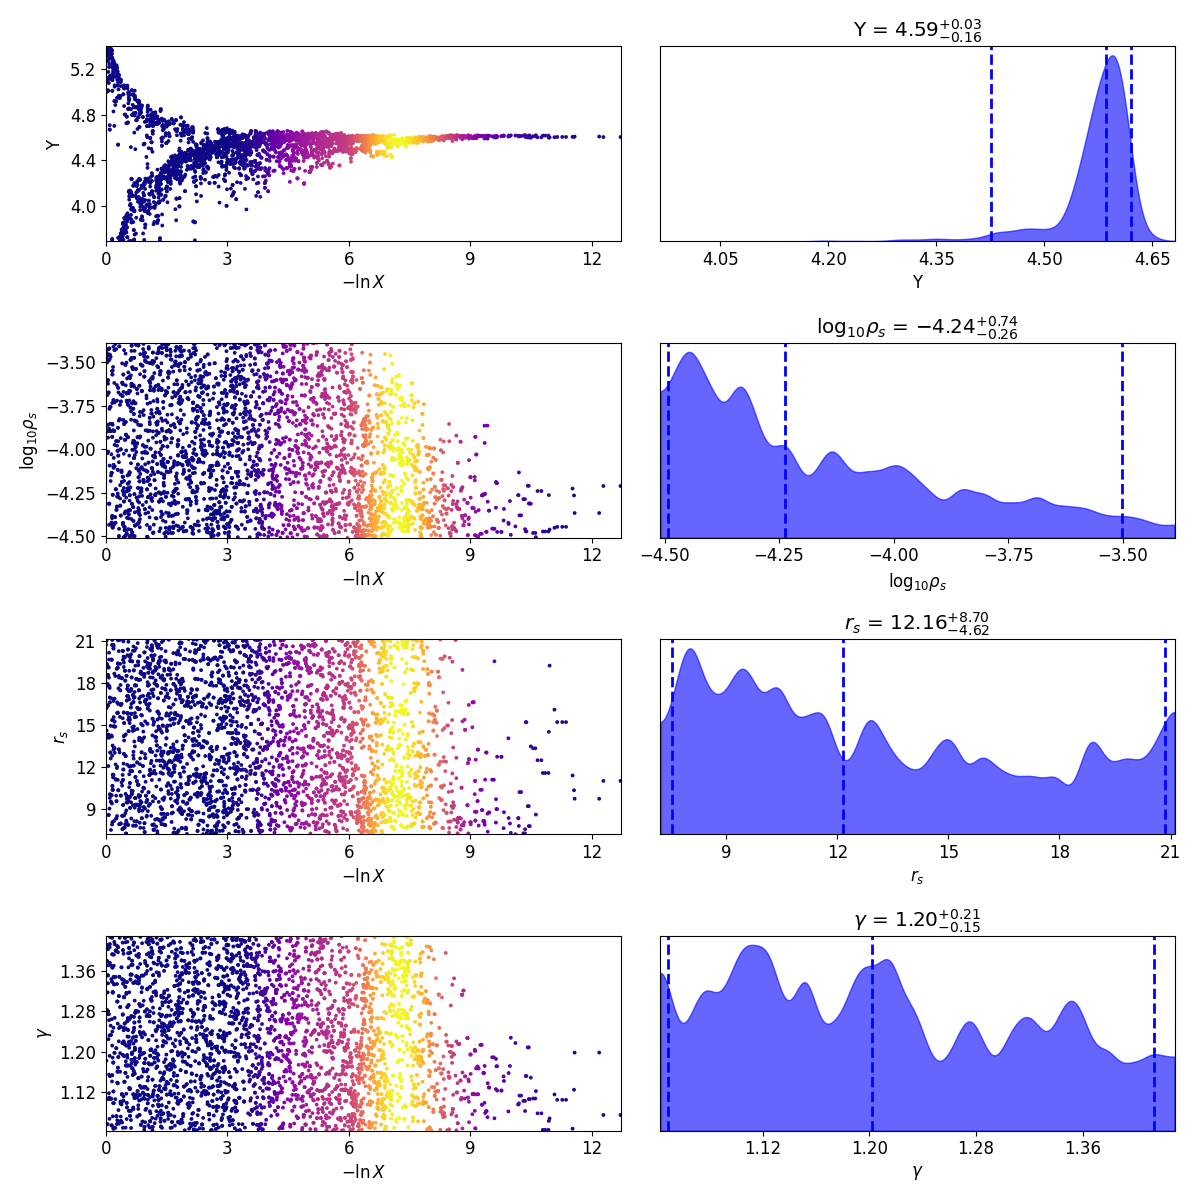 Y = 4.59 +0.03 −0.16
5.2
4.8
4.4
4.0
Y
0 3 6 9 12
−ln X
4.05 4.20 4.35 4.50 4.65
Y
log10ρs = −4.24 +0.74 −0.26
−3.50
−3.75
−4.00
−4.25
−4.50
log10ρs
0 3 6 9 12
−ln X
−4.50 −4.25 −4.00 −3.75 −3.50
log10ρs
rs = 12.16 +8.70 −4.62
21
18
15
12
9
rs
0 3 6 9 12
−ln X
9 12 15 18 21
rs
γ = 1.20 +0.21 −0.15
1.36
1.28
1.20
1.12
γ
0 3 6 9 12
−ln X
1.12 1.20 1.28 1.36
γ